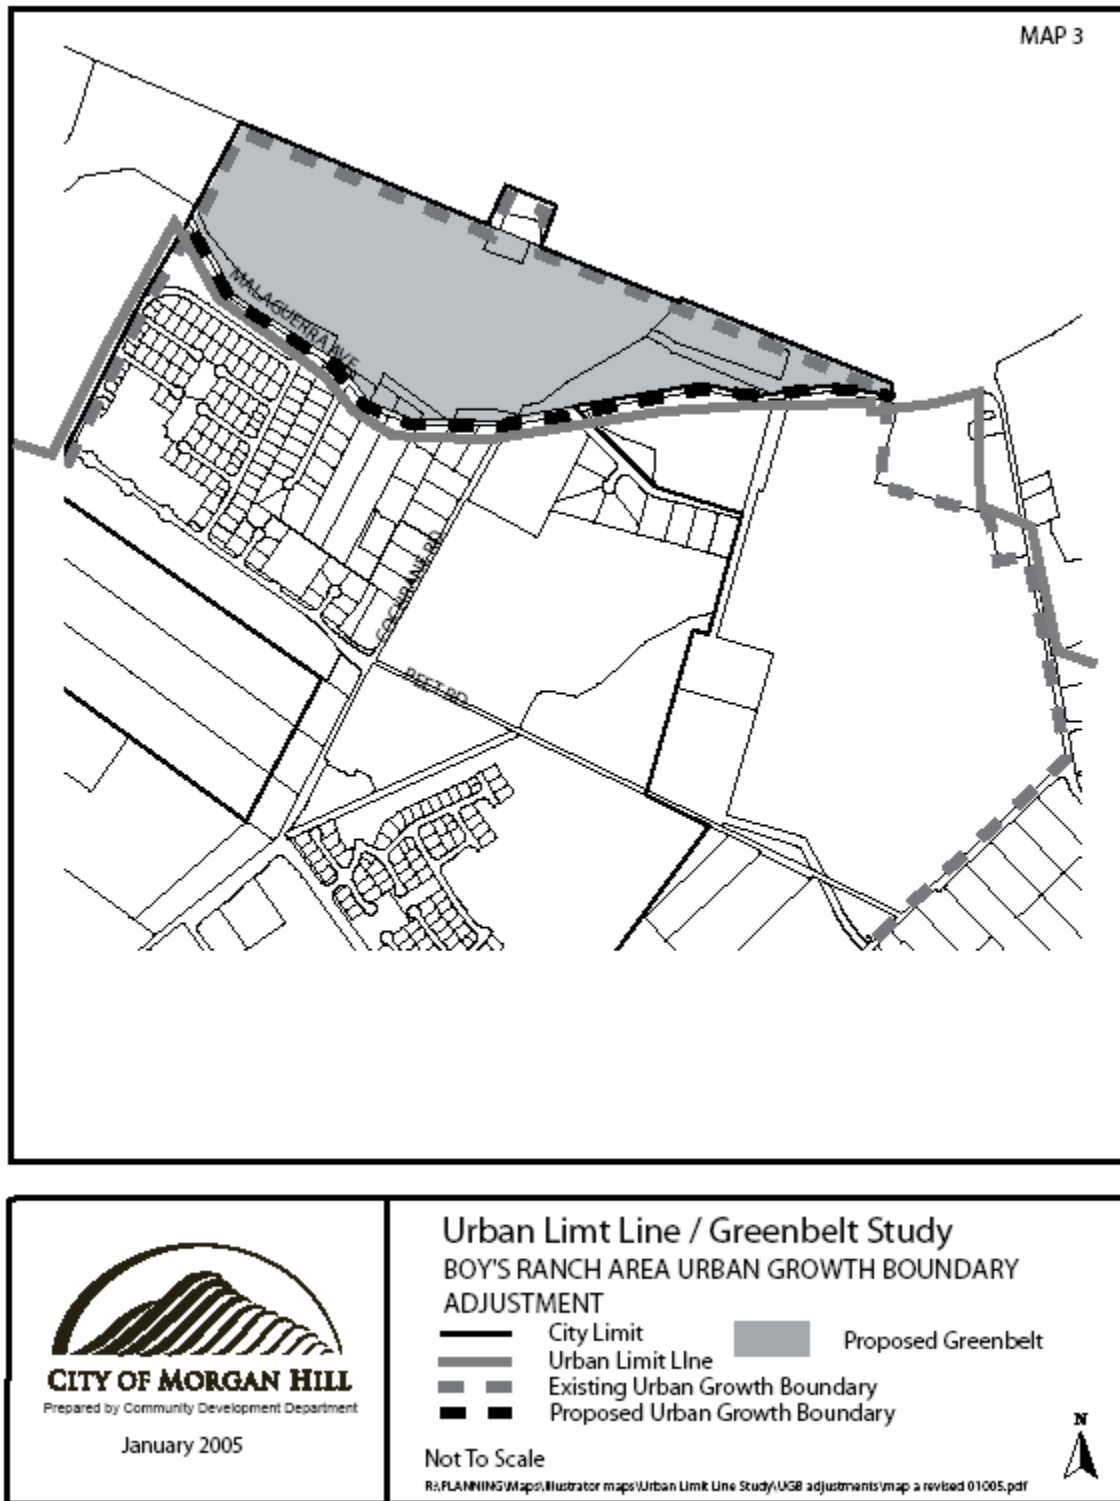 MAP 3
MALAGUERRA AVE
COCHRANE RD
PEET RD
Urban Limt Line / Greenbelt Study
BOY'S RANCH AREA URBAN GROWTH BOUNDARY
ADJUSTMENT
City Limit
Urban Limit LIne
Existing Urban Growth Boundary
Proposed Urban Growth Boundary
Proposed Greenbelt
CITY OF MORGAN HILL
Prepared by Community Development Department
January 2005
Not To Scale
R:\PLANNING\Maps\Illustrator maps\Urban Limit Line Study\UGB adjustments\map a revised 01005.pdf
N